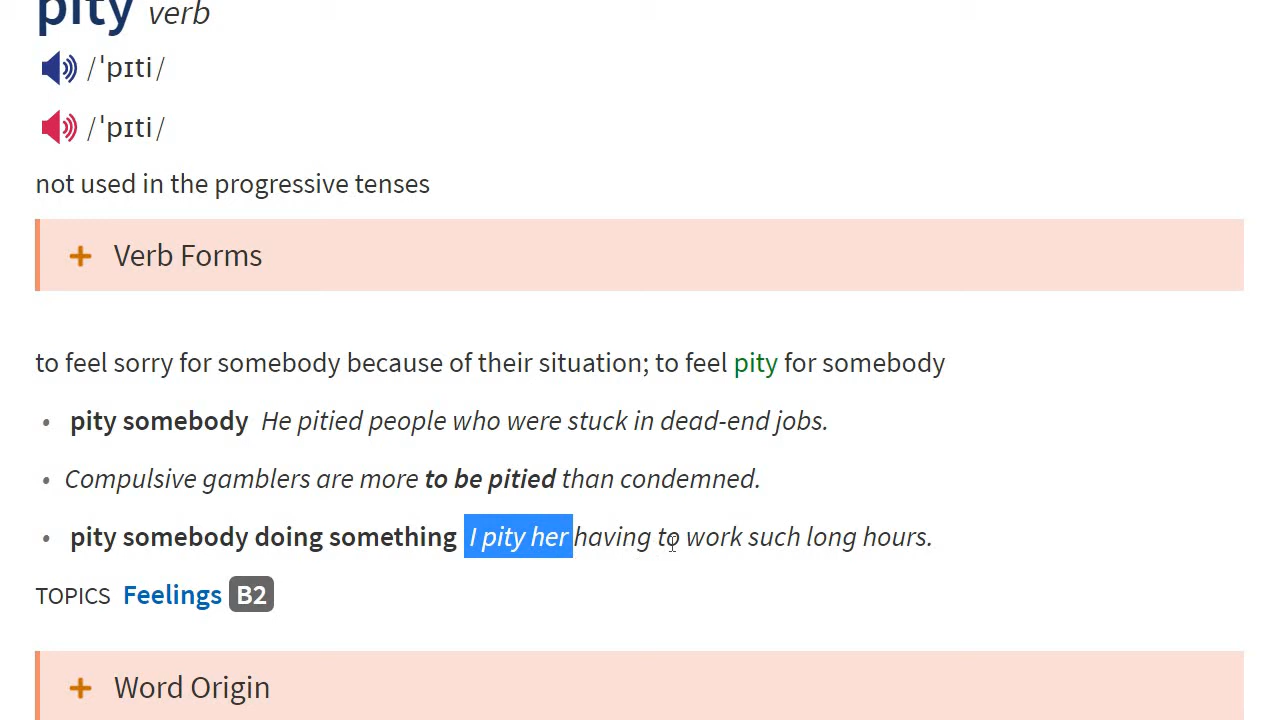 pity verb
/ˈpɪti/
/ˈpɪti/
not used in the progressive tenses
+ Verb Forms
to feel sorry for somebody because of their situation; to feel pity for somebody
• pity somebody He pitied people who were stuck in dead-end jobs.
• Compulsive gamblers are more to be pitied than condemned.
• pity somebody doing something I pity her having to work such long hours.
TOPICS Feelings B2
+ Word Origin